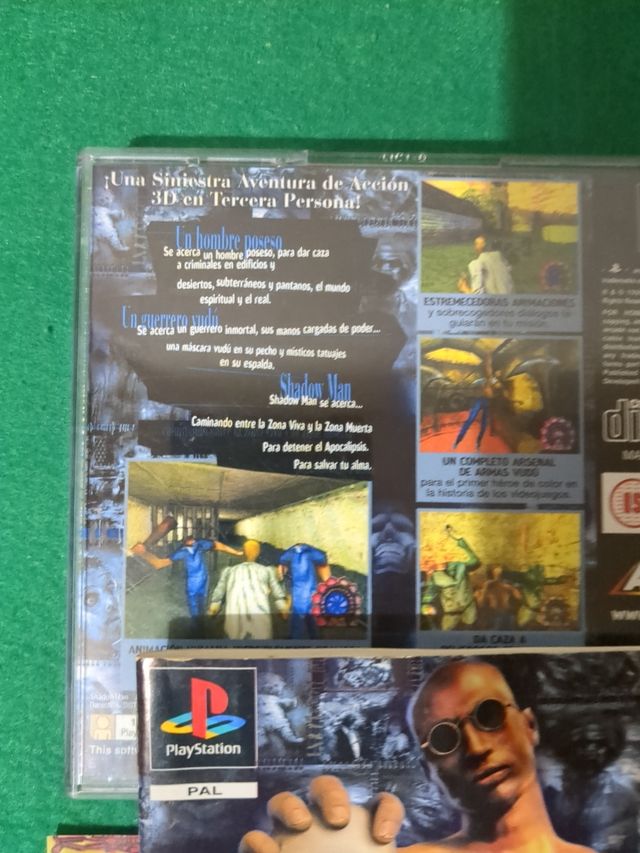 ¡Una Siniestra Aventura de Acción
3D en Tercera Persona!
Un hombre poseso
Se acerca un hombre poseso, para dar caza
a criminales en edificios y
desiertos, subterráneos y pantanos, el mundo
espiritual y el real.
Un guerrero vudú
Se acerca un guerrero inmortal, sus manos cargadas de poder...
una máscara vudú en su pecho y místicos tatuajes
en su espalda.
Shadow Man
Shadow Man se acerca...
Caminando entre la Zona Viva y la Zona Muerta
Para detener el Apocalipsis.
Para salvar tu alma.
ESTREMECEDORAS ANIMACIONES
y sobrecogedores diálogos te
guiarán en tu misión.
UN COMPLETO ARSENAL
DE ARMAS VUDÚ
para el primer héroe de color en
la historia de los videojuegos.
DA CAZA A
15
This
PlayStation
PAL